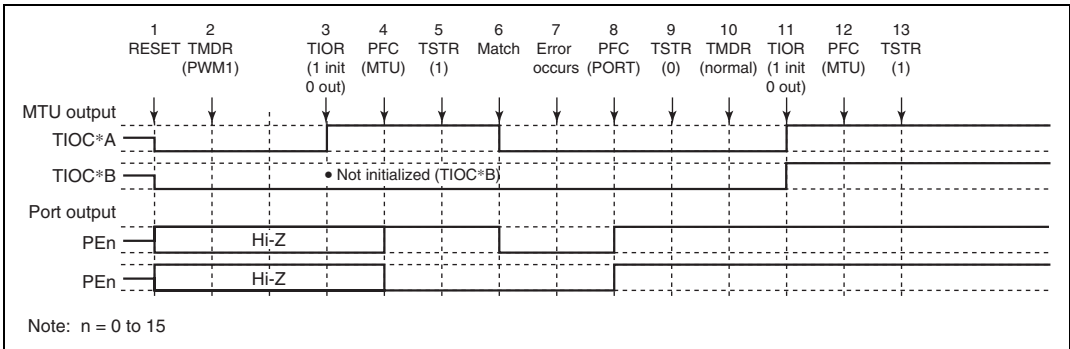 1 2 3 4 5 6 7 8 9 10 11 12 13
RESET TMDR TIOR PFC TSTR Match Error PFC TSTR TMDR TIOR PFC TSTR
(PWM1) (1 init (MTU) (1) occurs (PORT) (0) (normal) (1 init (MTU) (1)
0 out) 0 out)
MTU output
TIOC*A
TIOC*B • Not initialized (TIOC*B)
Port output
PEn Hi-Z
PEn Hi-Z
Note: n = 0 to 15